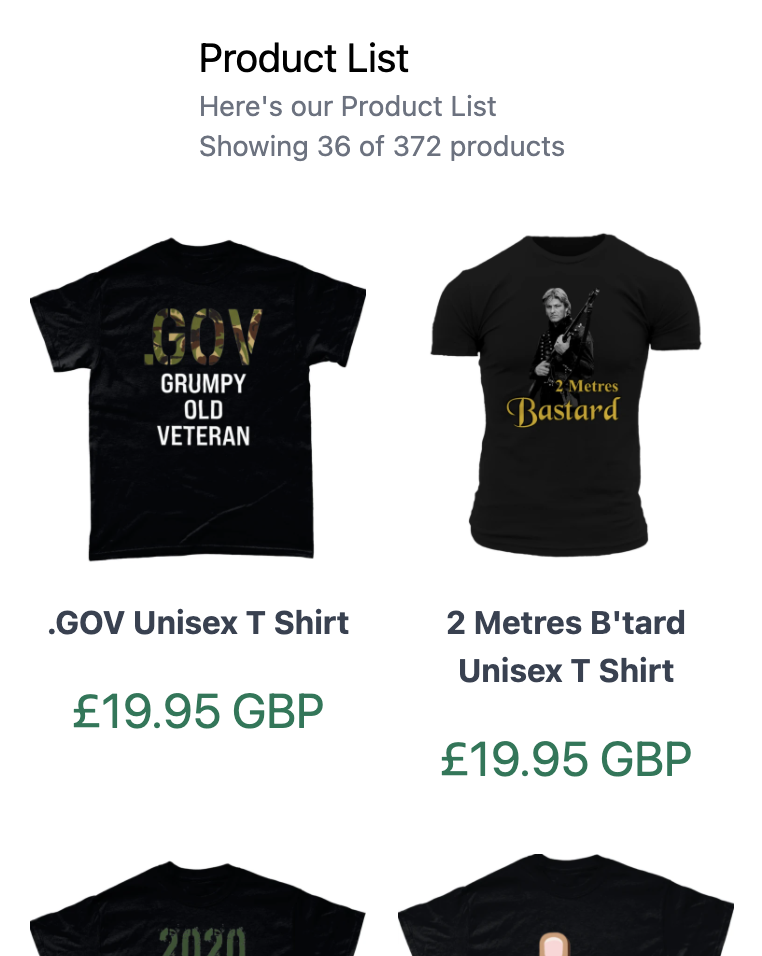 Product List
Here's our Product List
Showing 36 of 372 products
.GOV
GRUMPY
OLD
VETERAN
2 Metres
Bastard
.GOV Unisex T Shirt
2 Metres B'tard
Unisex T Shirt
£19.95 GBP
£19.95 GBP
2020